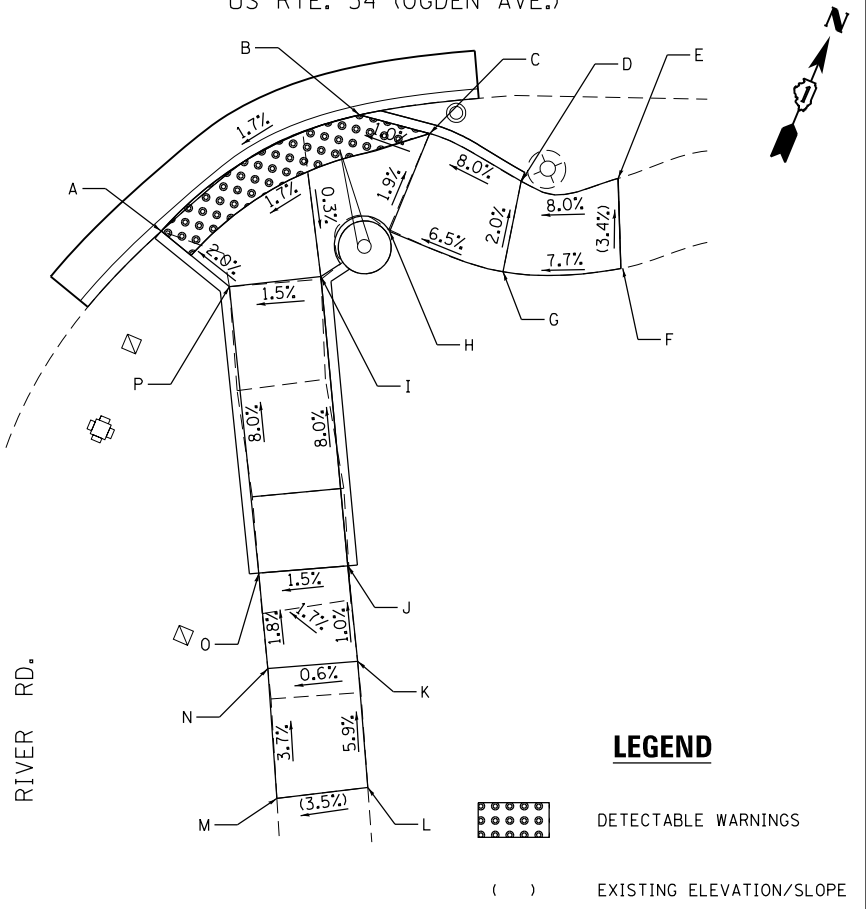 US RTE. 34 (OGDEN AVE.)
N
1
B
C
D
E
A
1.7%
1.0%
8.0%
1.7%
0.3%
1.9%
8.0%
2.0%
(3.4%)
2.0%
6.5%
7.7%
1.5%
G
F
H
P
I
8.0%
8.0%
1.5%
J
1.8%
1.7%
1.0%
O
0.6%
N
K
3.7%
5.9%
(3.5%)
M
L
RIVER RD.
LEGEND
DETECTABLE WARNINGS
( ) EXISTING ELEVATION/SLOPE